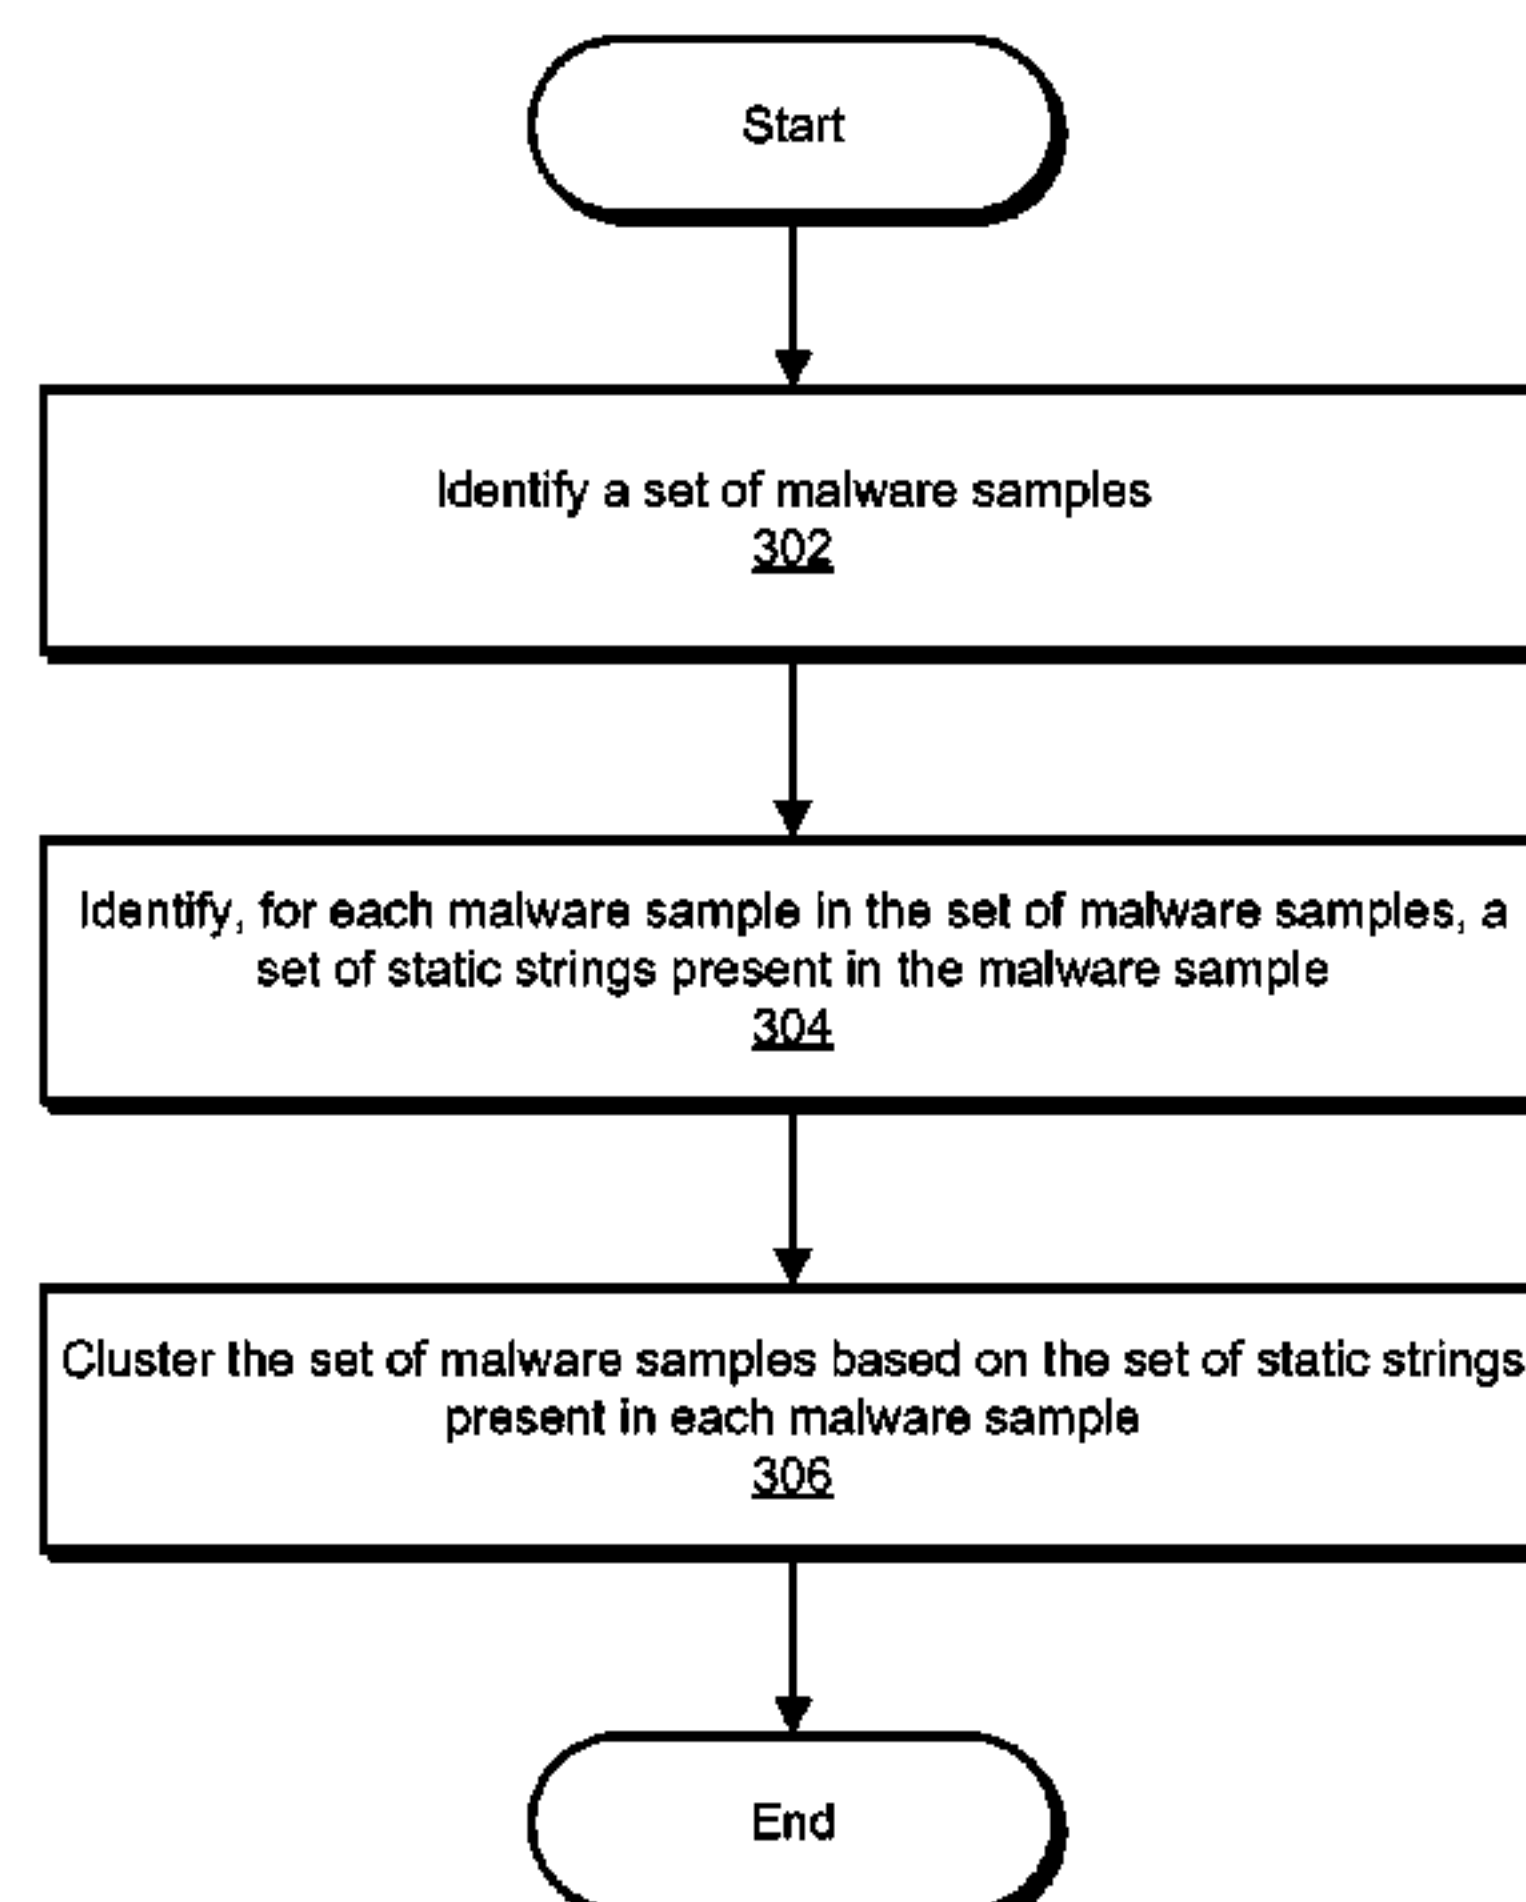 Start
Identify a set of malware samples
302
Identify, for each malware sample in the set of malware samples, a
set of static strings present in the malware sample
304
Cluster the set of malware samples based on the set of static strings
present in each malware sample
306
End